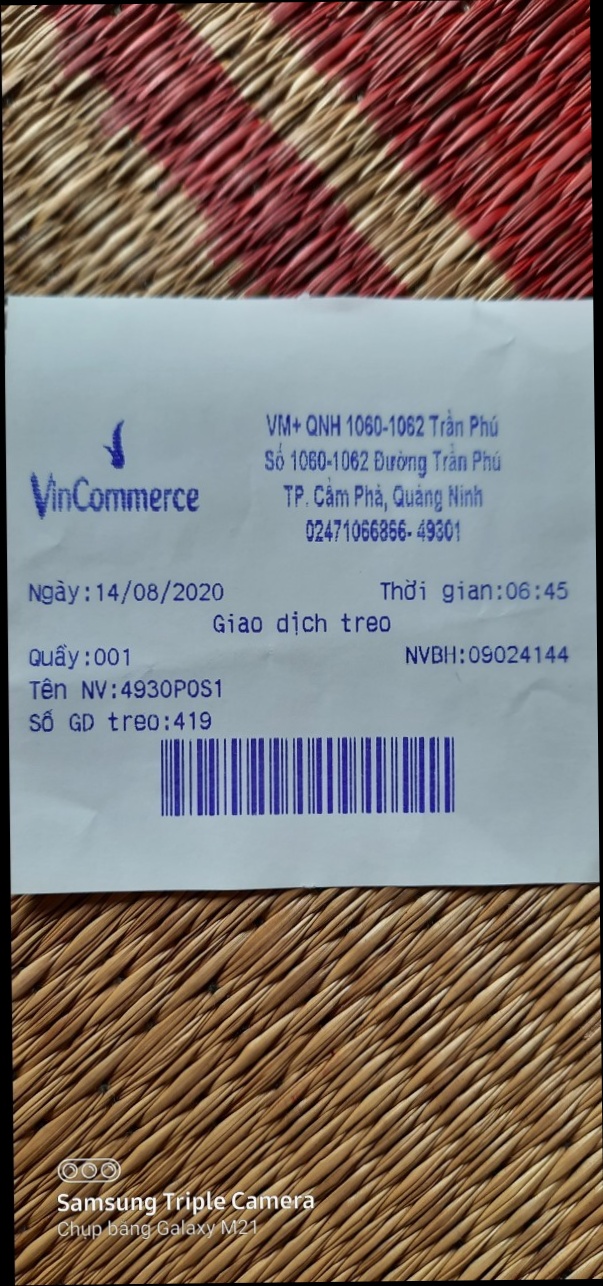 VinCommerce
VM+ QNH 1060-1062 Trần Phú
Số 1060-1062 Đường Trần Phú
TP. Cẩm Phả, Quảng Ninh
02471066866- 49301
Ngày:14/08/2020 Thời gian:06:45
Giao dịch treo
Quầy:001 NVBH:09024144
Tên NV:4930POS1
Số GD treo:419
Samsung Triple Camera
Chụp bằng Galaxy M21